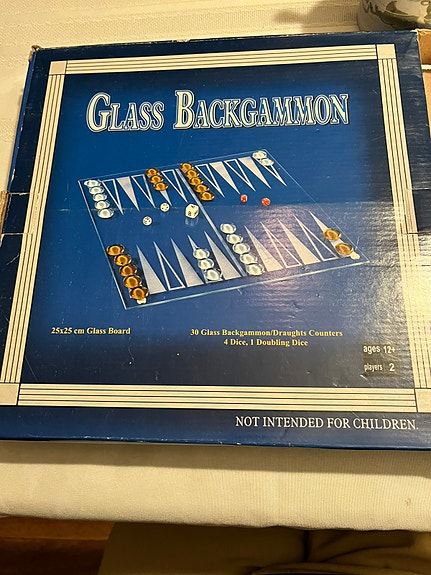 GLASS BACKGAMMON
25x25 cm Glass Board
30 Glass Backgammon/Draughts Counters
4 Dice, 1 Doubling Dice
ages 12+
players 2
NOT INTENDED FOR CHILDREN.